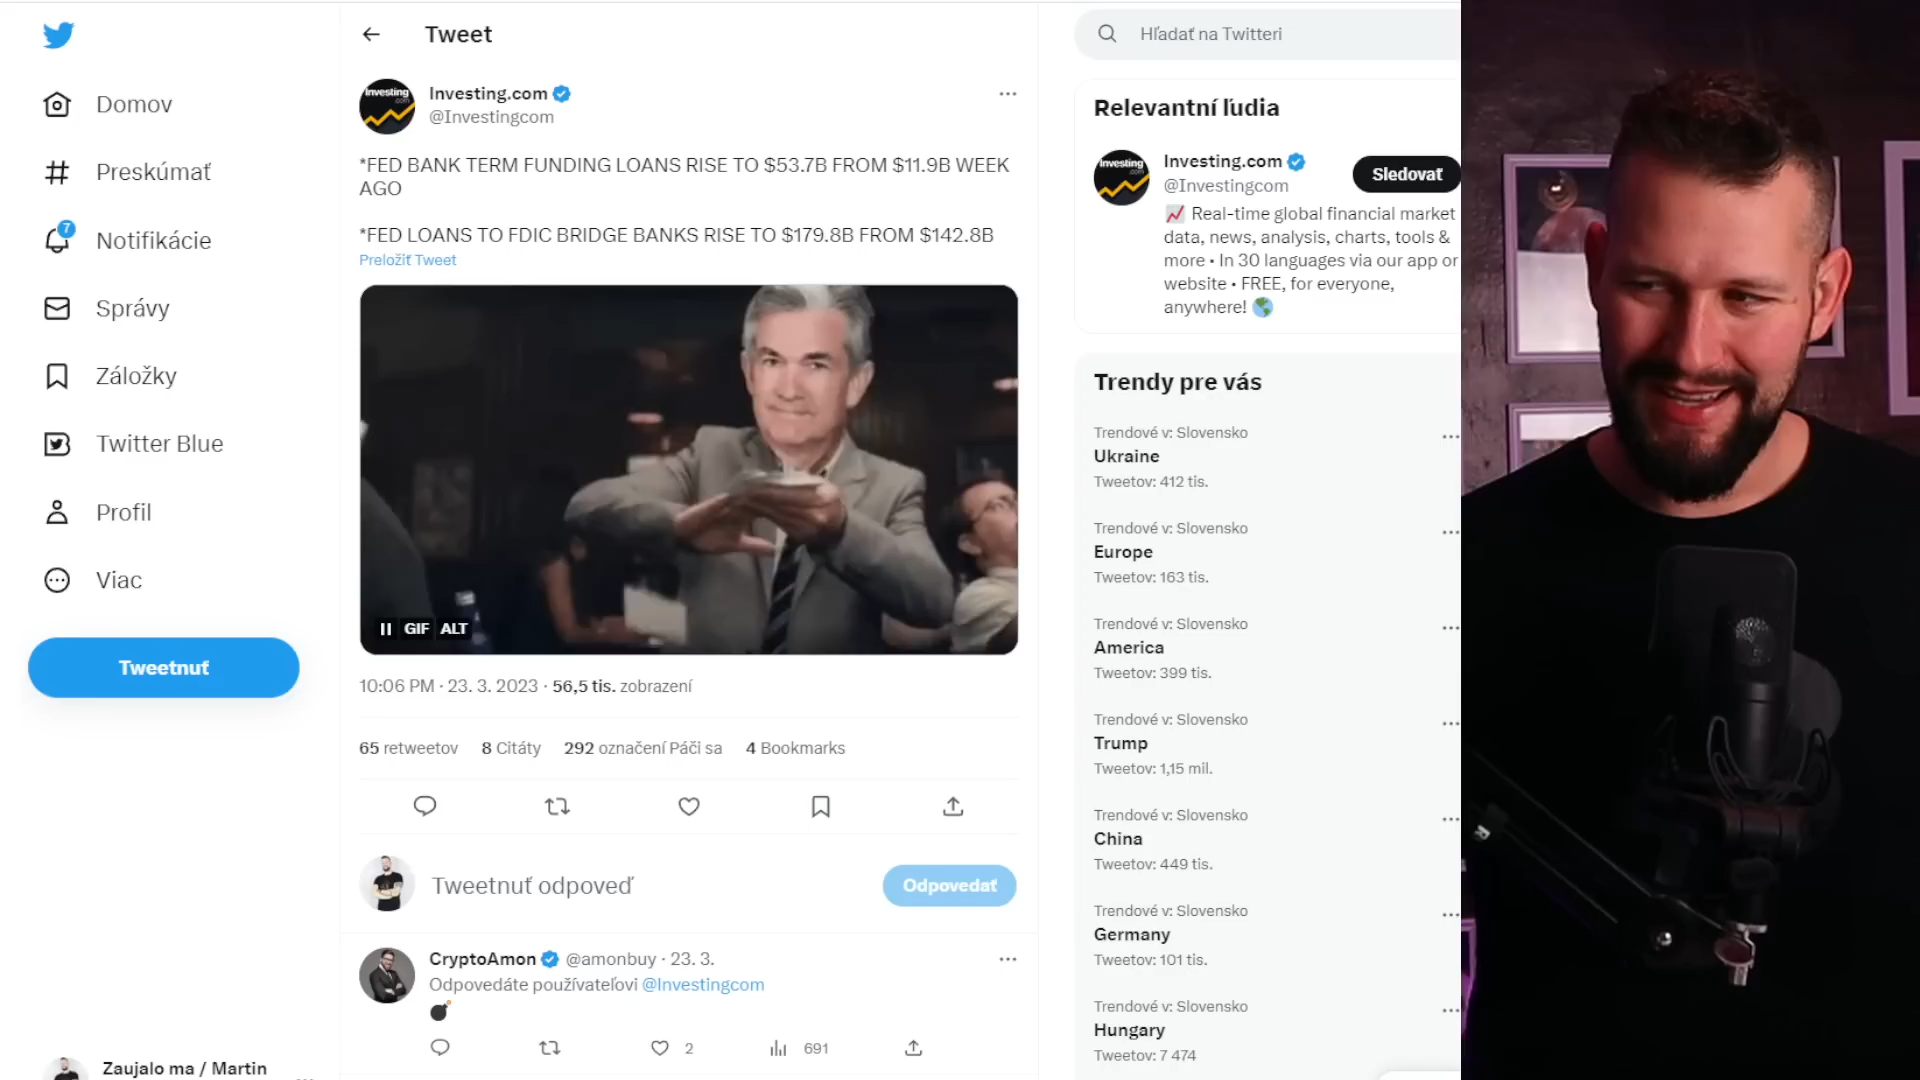 Domov
Preskúmať
7
Notifikácie
Správy
Záložky
Twitter Blue
Profil
Viac
Tweetnuť
Zaujalo ma / Martin
Tweet
Investing.com
Investing.com
@Investingcom
*FED BANK TERM FUNDING LOANS RISE TO $53.7B FROM $11.9B WEEK
AGO
*FED LOANS TO FDIC BRIDGE BANKS RISE TO $179.8B FROM $142.8B
Preložiť Tweet
GIF ALT
10:06 PM · 23. 3. 2023 · 56,5 tis. zobrazení
65 retweetov 8 Citáty 292 označení Páči sa 4 Bookmarks
Tweetnuť odpoveď
Odpovedať
CryptoAmon @amonbuy · 23. 3.
Odpovedáte používateľovi @Investingcom
2 691
Hľadať na Twitteri
Relevantní ľudia
Investing.com
Investing.com
@Investingcom
Sledovať
Real-time global financial market
data, news, analysis, charts, tools &
more • In 30 languages via our app or
website • FREE, for everyone,
anywhere!
Trendy pre vás
Trendové v: Slovensko
Ukraine
Tweetov: 412 tis.
Trendové v: Slovensko
Europe
Tweetov: 163 tis.
Trendové v: Slovensko
America
Tweetov: 399 tis.
Trendové v: Slovensko
Trump
Tweetov: 1,15 mil.
Trendové v: Slovensko
China
Tweetov: 449 tis.
Trendové v: Slovensko
Germany
Tweetov: 101 tis.
Trendové v: Slovensko
Hungary
Tweetov: 7 474